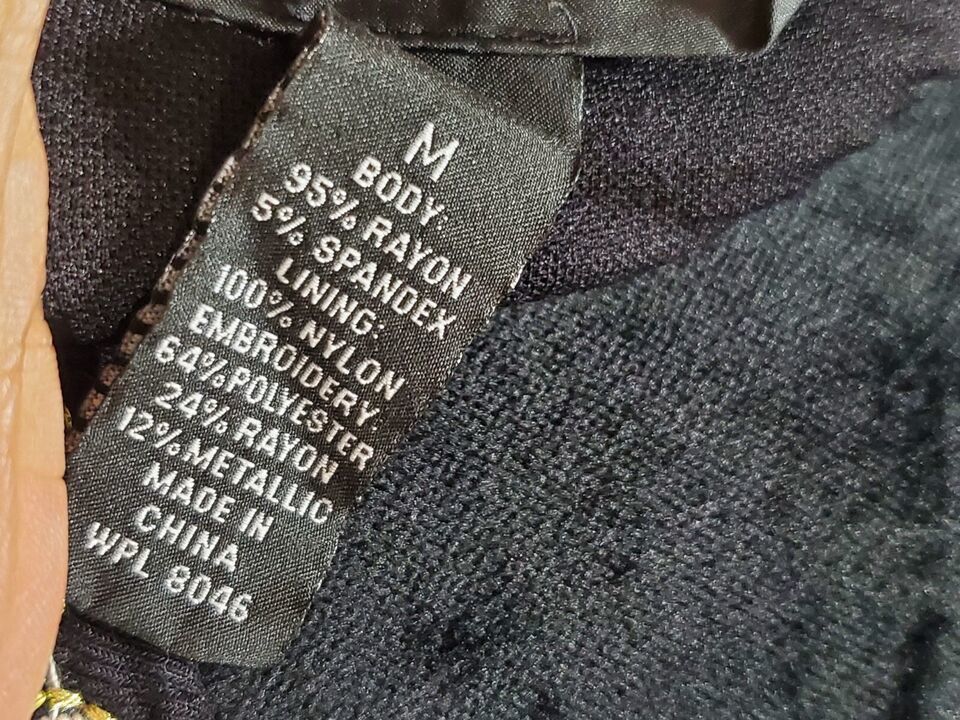 M
BODY:
95% RAYON
5% SPANDEX
LINING:
100% NYLON
EMBROIDERY:
64%POLYESTER
24% RAYON
12%METALLIC
MADE IN
CHINA
WPL 8046